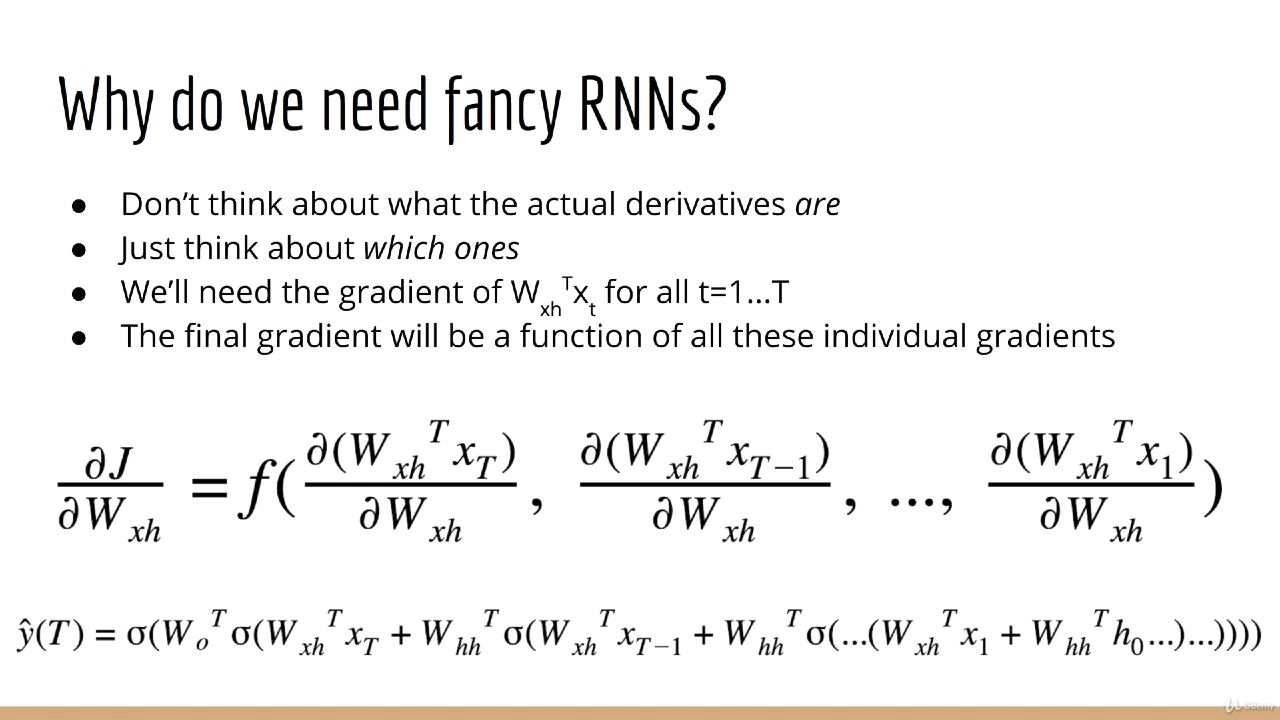 Why do we need fancy RNNs?
● Don’t think about what the actual derivatives are
● Just think about which ones
● We’ll need the gradient of W_xh^T x_t for all t=1...T
● The final gradient will be a function of all these individual gradients
∂J/∂W_xh = f(∂(W_xh^T x_T)/∂W_xh, ∂(W_xh^T x_{T−1})/∂W_xh, ..., ∂(W_xh^T x_1)/∂W_xh)
ŷ(T) = σ(W_o^T σ(W_xh^T x_T + W_hh^T σ(W_xh^T x_{T−1} + W_hh^T σ(...(W_xh^T x_1 + W_hh^T h_0...)...))))
Udemy